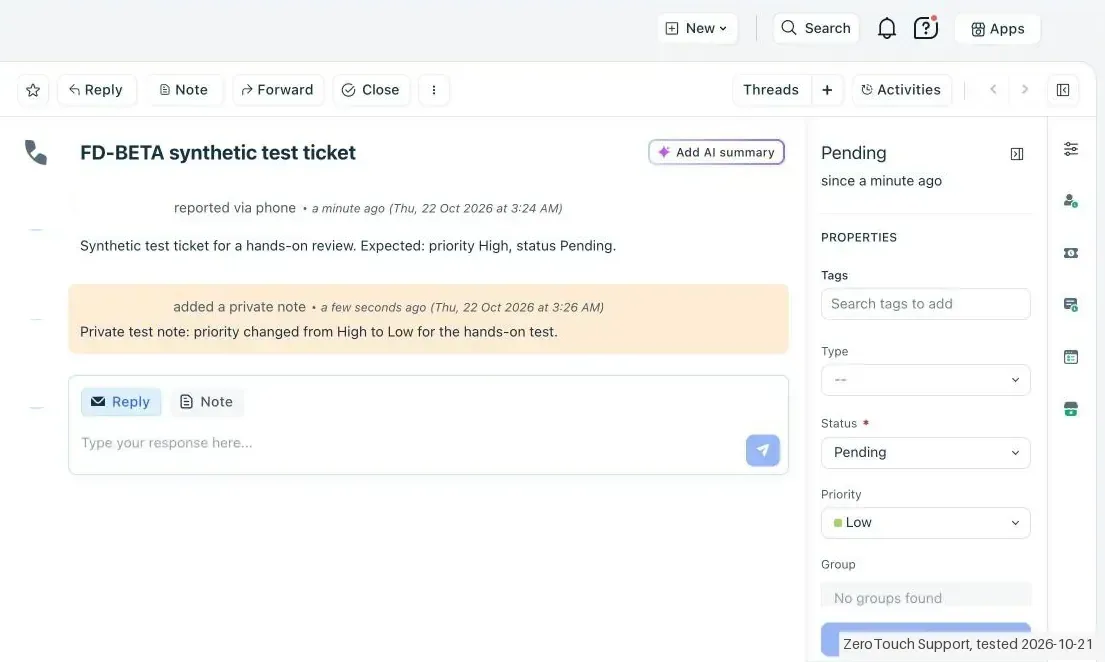 New
Search
Apps
Reply
Note
Forward
Close
Threads
Activities
FD-BETA synthetic test ticket
Add AI summary
reported via phone • a minute ago (Thu, 22 Oct 2026 at 3:24 AM)
Synthetic test ticket for a hands-on review. Expected: priority High, status Pending.
added a private note • a few seconds ago (Thu, 22 Oct 2026 at 3:26 AM)
Private test note: priority changed from High to Low for the hands-on test.
Reply
Note
Type your response here...
Pending
since a minute ago
PROPERTIES
Tags
Search tags to add
Type
--
Status *
Pending
Priority
Low
Group
No groups found
ZeroTouch Support, tested 2026-10-21